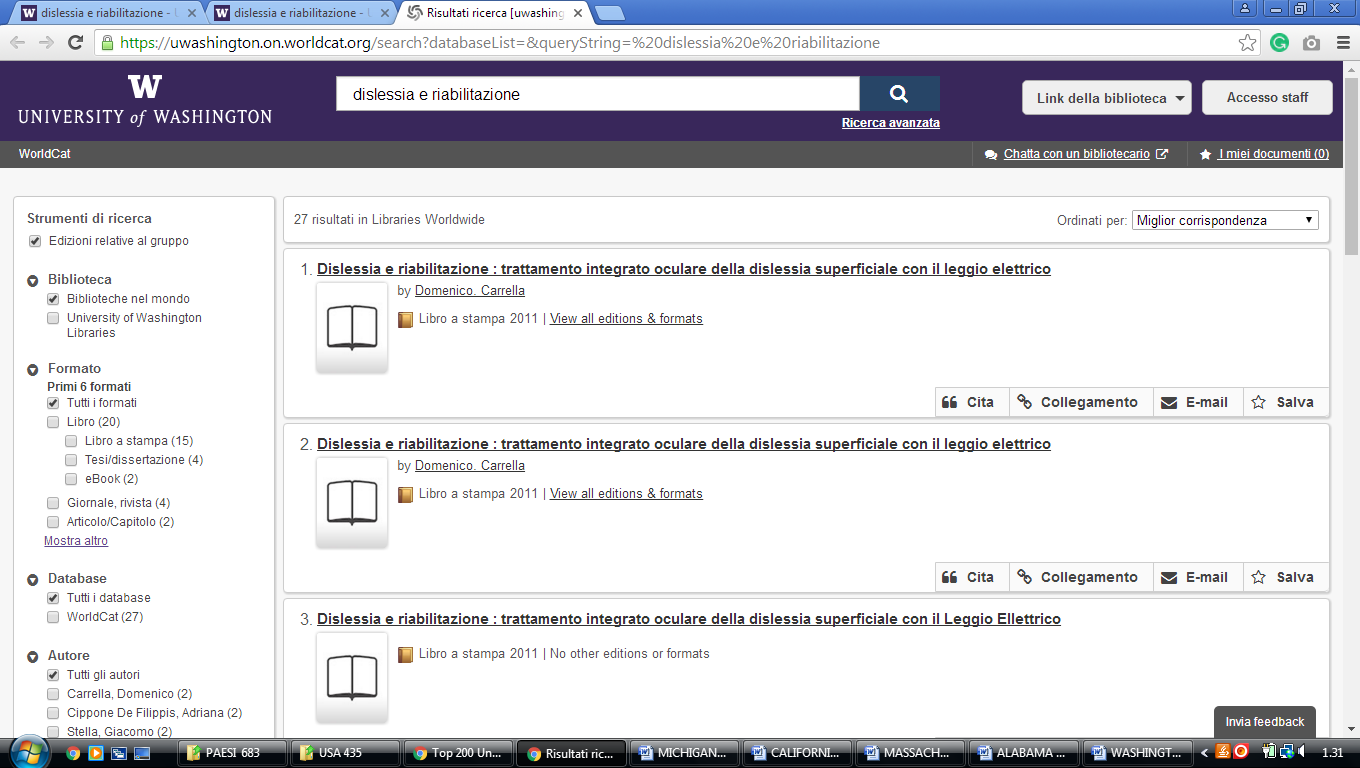 dislessia e riabilitazione - U
dislessia e riabilitazione - U
Risultati ricerca [uwashing
https://uwashington.on.worldcat.org/search?databaseList=&queryString=%20dislessia%20e%20riabilitazione
W
UNIVERSITY of WASHINGTON
dislessia e riabilitazione
Ricerca avanzata
Link della biblioteca
Accesso staff
WorldCat
Chatta con un bibliotecario
I miei documenti (0)
Strumenti di ricerca
Edizioni relative al gruppo
Biblioteca
Biblioteche nel mondo
University of Washington
Libraries
Formato
Primi 6 formati
Tutti i formati
Libro (20)
Libro a stampa (15)
Tesi/dissertazione (4)
eBook (2)
Giornale, rivista (4)
Articolo/Capitolo (2)
Mostra altro
Database
Tutti i database
WorldCat (27)
Autore
Tutti gli autori
Carrella, Domenico (2)
Cippone De Filippis, Adriana (2)
Stella, Giacomo (2)
27 risultati in Libraries Worldwide
Ordinati per: Miglior corrispondenza
1. Dislessia e riabilitazione : trattamento integrato oculare della dislessia superficiale con il leggio elettrico
by Domenico. Carrella
Libro a stampa 2011 | View all editions & formats
Cita Collegamento E-mail Salva
2. Dislessia e riabilitazione : trattamento integrato oculare della dislessia superficiale con il leggio elettrico
by Domenico. Carrella
Libro a stampa 2011 | View all editions & formats
Cita Collegamento E-mail Salva
3. Dislessia e riabilitazione : trattamento integrato oculare della dislessia superficiale con il Leggio Ellettrico
Libro a stampa 2011 | No other editions or formats
Invia feedback
PAESI 683
USA 435
Top 200 Un...
Risultati ric...
MICHIGAN...
CALIFORNI...
MASSACH...
ALABAMA ...
WASHINGT...
1.31